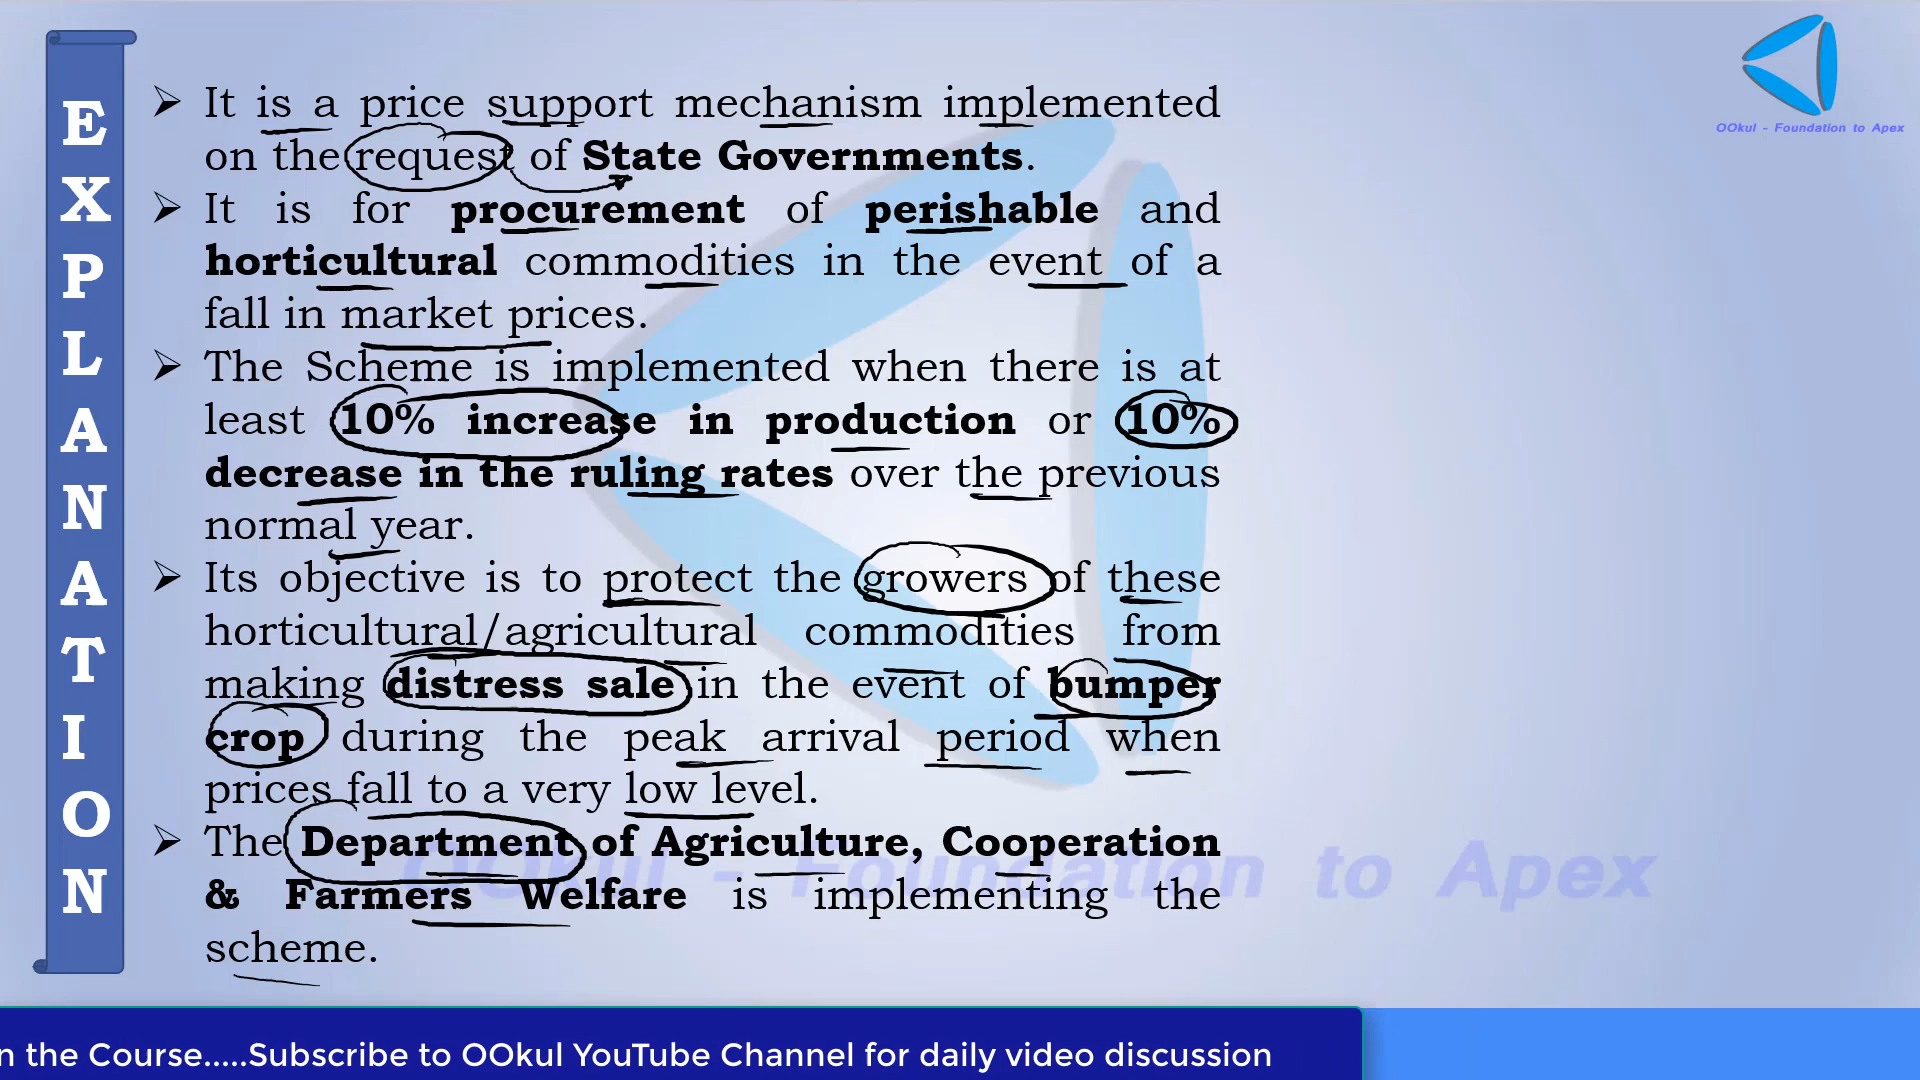 EXPLANATION
It is a price support mechanism implemented
on the request of State Governments.
It is for procurement of perishable and
horticultural commodities in the event of a
fall in market prices.
The Scheme is implemented when there is at
least 10% increase in production or 10%
decrease in the ruling rates over the previous
normal year.
Its objective is to protect the growers of these
horticultural/agricultural commodities from
making distress sale in the event of bumper
crop during the peak arrival period when
prices fall to a very low level.
The Department of Agriculture, Cooperation
& Farmers Welfare is implementing the
scheme.
OOkul - Foundation to Apex
OOkul - Foundation to Apex
n the Course.....Subscribe to OOkul YouTube Channel for daily video discussion